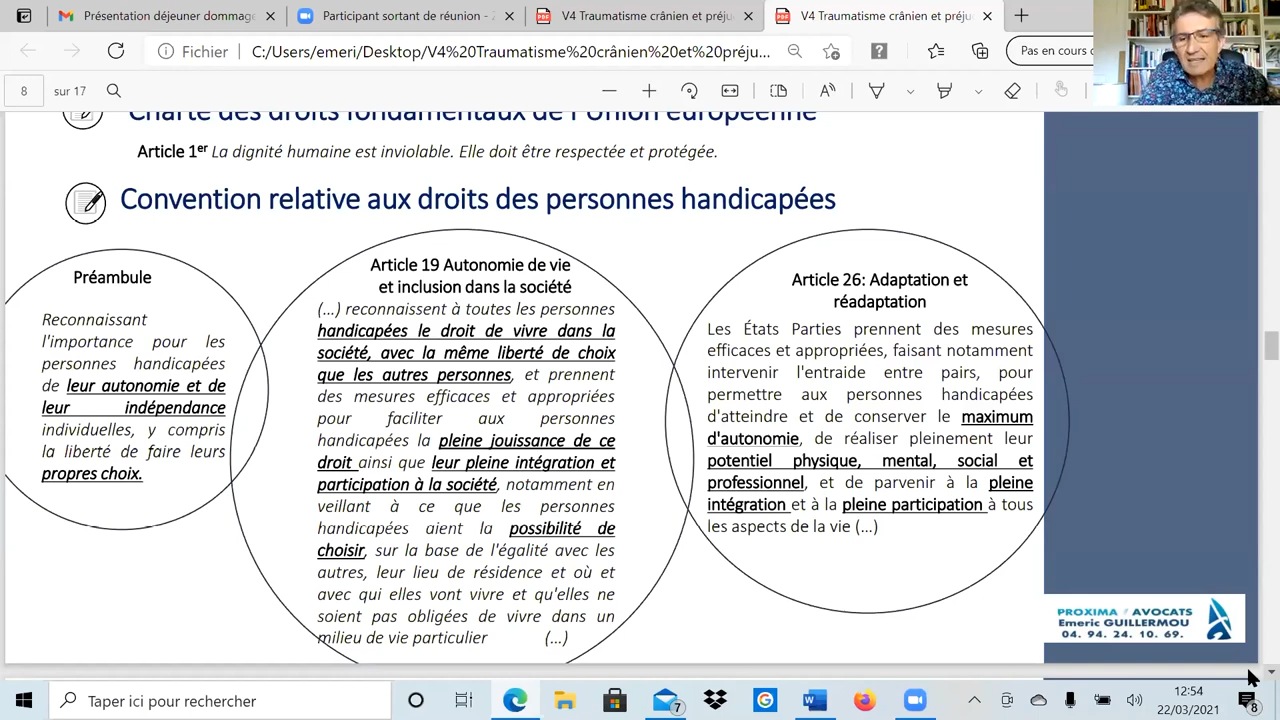 Présentation déjeuner dommage
Participant sortant de réunion -
V4 Traumatisme crânien et préju
V4 Traumatisme crânien et préju
Fichier
C:/Users/emeri/Desktop/V4%20Traumatisme%20crânien%20et%20préju...
Pas en cours
8
sur 17
Charte des droits fondamentaux de l'Union européenne
Article 1er La dignité humaine est inviolable. Elle doit être respectée et protégée.
Convention relative aux droits des personnes handicapées
Préambule
Reconnaissant
l'importance pour les
personnes handicapées
de leur autonomie et de
leur indépendance
individuelles, y compris
la liberté de faire leurs
propres choix.
Article 19 Autonomie de vie
et inclusion dans la société
(...) reconnaissent à toutes les personnes
handicapées le droit de vivre dans la
société, avec la même liberté de choix
que les autres personnes, et prennent
des mesures efficaces et appropriées
pour faciliter aux personnes
handicapées la pleine jouissance de ce
droit ainsi que leur pleine intégration et
participation à la société, notamment en
veillant à ce que les personnes
handicapées aient la possibilité de
choisir, sur la base de l'égalité avec les
autres, leur lieu de résidence et où et
avec qui elles vont vivre et qu'elles ne
soient pas obligées de vivre dans un
milieu de vie particulier (...)
Article 26: Adaptation et
réadaptation
Les États Parties prennent des mesures
efficaces et appropriées, faisant notamment
intervenir l'entraide entre pairs, pour
permettre aux personnes handicapées
d'atteindre et de conserver le maximum
d'autonomie, de réaliser pleinement leur
potentiel physique, mental, social et
professionnel, et de parvenir à la pleine
intégration et à la pleine participation à tous
les aspects de la vie (...)
PROXIMA AVOCATS
Emeric GUILLERMOU
04. 94. 24. 10. 69.
Taper ici pour rechercher
7
12:54
22/03/2021
8